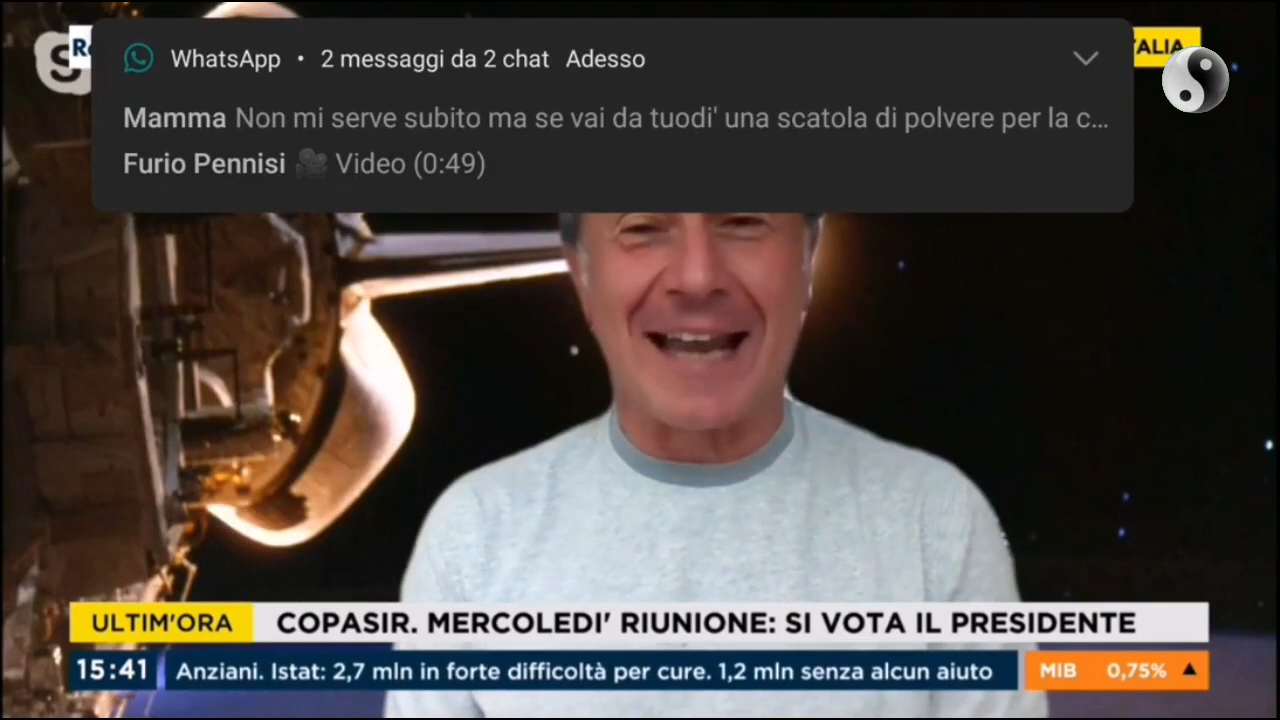 WhatsApp • 2 messaggi da 2 chat Adesso
Mamma Non mi serve subito ma se vai da tuodi' una scatola di polvere per la c...
Furio Pennisi 🎥 Video (0:49)
ULTIM'ORA COPASIR. MERCOLEDI' RIUNIONE: SI VOTA IL PRESIDENTE
15:41 Anziani. Istat: 2,7 mln in forte difficoltà per cure. 1,2 mln senza alcun aiuto MIB 0,75% ▲